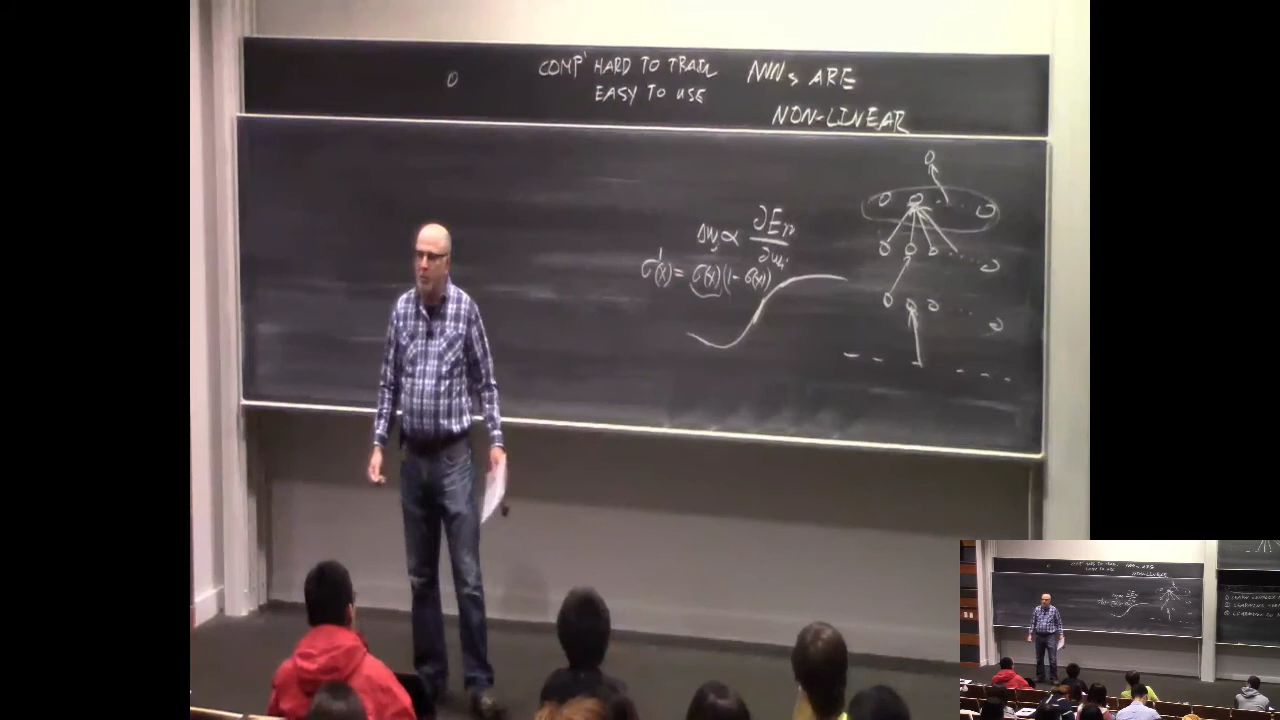 COMP' HARD TO TRAIN
EASY TO USE
NNs ARE
NON-LINEAR
Δwᵢ ∝ ∂En / ∂wᵢ
σ'(x) = σ(x)(1 - σ(x))